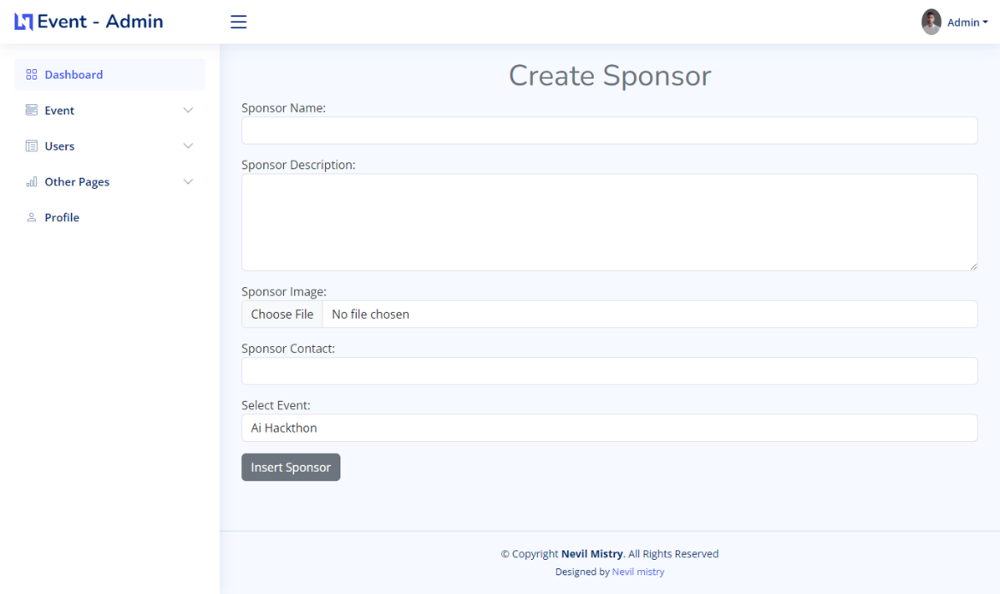 Event - Admin
Admin
Dashboard
Event
Users
Other Pages
Profile
Create Sponsor
Sponsor Name:
Sponsor Description:
Sponsor Image:
Choose File No file chosen
Sponsor Contact:
Select Event:
Ai Hackthon
Insert Sponsor
© Copyright Nevil Mistry. All Rights Reserved
Designed by Nevil mistry